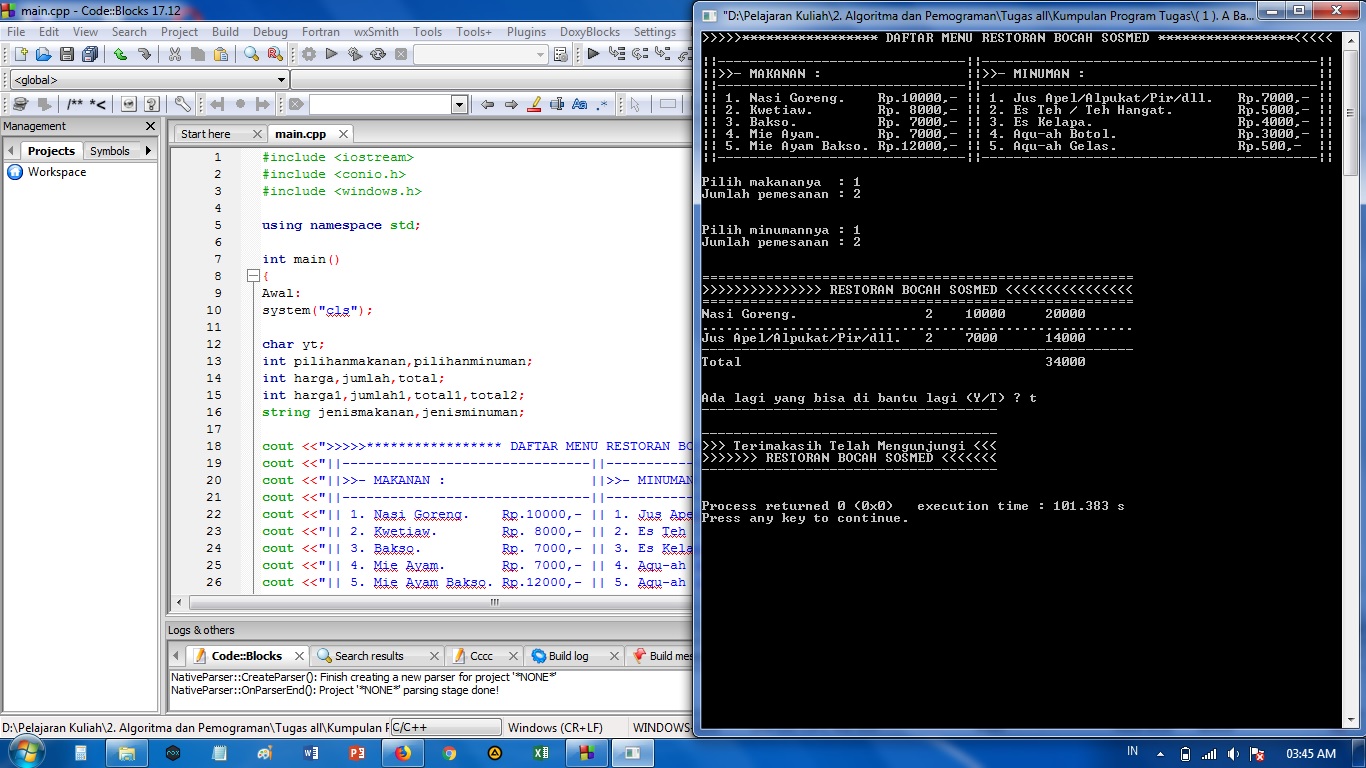 main.cpp - Code::Blocks 17.12
File Edit View Search Project Build Debug Fortran wxSmith Tools Tools+ Plugins DoxyBlocks Settings
<global>
/** *<
Aa .*
Management
Projects Symbols
Workspace
Start here main.cpp
1 #include <iostream>
2 #include <conio.h>
3 #include <windows.h>
4
5 using namespace std;
6
7 int main()
8 {
9 Awal:
10 system("cls");
11
12 char yt;
13 int pilihanmakanan,pilihanminuman;
14 int harga,jumlah,total;
15 int harga1,jumlah1,total1,total2;
16 string jenismakanan,jenisminuman;
17
18 cout <<">>>>>***************** DAFTAR MENU RESTORAN BO
19 cout <<"||-------------------------------||-----------
20 cout <<"||>>- MAKANAN :                  ||>>- MINUMAN
21 cout <<"||-------------------------------||-----------
22 cout <<"|| 1. Nasi Goreng.    Rp.10000,- || 1. Jus Ape
23 cout <<"|| 2. Kwetiaw.        Rp. 8000,- || 2. Es Teh
24 cout <<"|| 3. Bakso.          Rp. 7000,- || 3. Es Kela
25 cout <<"|| 4. Mie Ayam.       Rp. 7000,- || 4. Aqu-ah
26 cout <<"|| 5. Mie Ayam Bakso. Rp.12000,- || 5. Aqu-ah
Logs & others
Code::Blocks Search results Cccc Build log Build mes
NativeParser::CreateParser(): Finish creating a new parser for project '*NONE*'
NativeParser::OnParserEnd(): Project '*NONE*' parsing stage done!
D:\Pelajaran Kuliah\2. Algoritma dan Pemograman\Tugas all\Kumpulan P C/C++ Windows (CR+LF) WINDOWS-
"D:\Pelajaran Kuliah\2. Algoritma dan Pemograman\Tugas all\Kumpulan Program Tugas\( 1 ). A Ba...
>>>>>***************** DAFTAR MENU RESTORAN BOCAH SOSMED *****************<<<<<
||-------------------------------||------------------------------------------||
||>>- MAKANAN :                  ||>>- MINUMAN :                             ||
||-------------------------------||------------------------------------------||
|| 1. Nasi Goreng.    Rp.10000,- || 1. Jus Apel/Alpukat/Pir/dll.   Rp.7000,- ||
|| 2. Kwetiaw.        Rp. 8000,- || 2. Es Teh / Teh Hangat.        Rp.5000,- ||
|| 3. Bakso.          Rp. 7000,- || 3. Es Kelapa.                  Rp.4000,- ||
|| 4. Mie Ayam.       Rp. 7000,- || 4. Aqu-ah Botol.               Rp.3000,- ||
|| 5. Mie Ayam Bakso. Rp.12000,- || 5. Aqu-ah Gelas.               Rp.500,-  ||
||-------------------------------||------------------------------------------||
Pilih makananya  : 1
Jumlah pemesanan : 2
Pilih minumannya : 1
Jumlah pemesanan : 2
======================================================
>>>>>>>>>>>>>>> RESTORAN BOCAH SOSMED <<<<<<<<<<<<<<<<
======================================================
Nasi Goreng.                2    10000     20000
......................................................
Jus Apel/Alpukat/Pir/dll.   2    7000      14000
------------------------------------------------------
Total                                      34000
Ada lagi yang bisa di bantu lagi (Y/T) ? t
-------------------------------------
-------------------------------------
>>> Terimakasih Telah Mengunjungi <<<
>>>>>>> RESTORAN BOCAH SOSMED <<<<<<<
-------------------------------------
Process returned 0 (0x0)   execution time : 101.383 s
Press any key to continue.
IN 03:45 AM